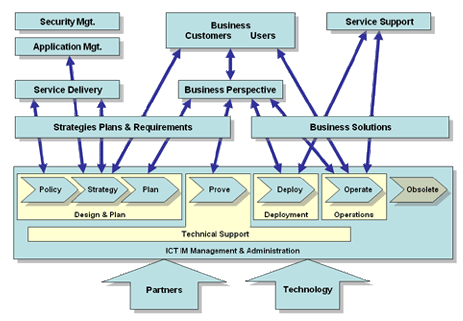 Security Mgt.
Application Mgt.
Business
Customers Users
Service Support
Service Delivery
Business Perspective
Strategies Plans & Requirements
Business Solutions
Policy
Strategy
Plan
Prove
Deploy
Operate
Obsolete
Design & Plan
Deployment
Operations
Technical Support
ICT IM Management & Administration
Partners
Technology